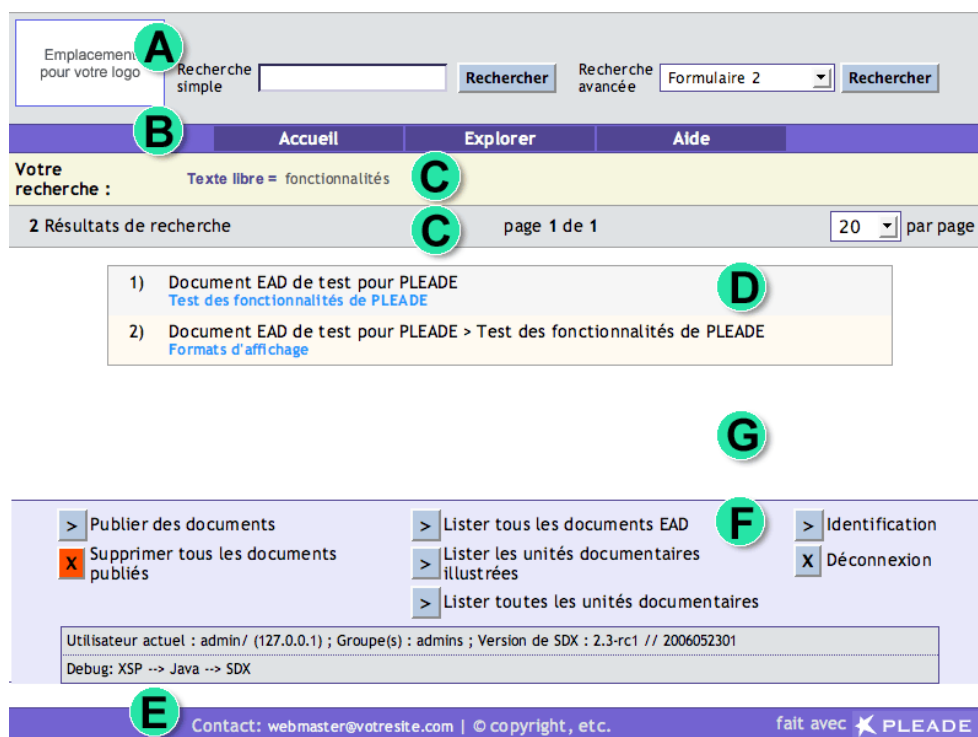 Emplacement
pour votre logo
A
Recherche
simple
Rechercher
Recherche
avancée
Formulaire 2
Rechercher
B
Accueil
Explorer
Aide
Votre
recherche :
Texte libre = fonctionnalités
C
2 Résultats de recherche
C
page 1 de 1
20
par page
1) Document EAD de test pour PLEADE
Test des fonctionnalités de PLEADE
D
2) Document EAD de test pour PLEADE > Test des fonctionnalités de PLEADE
Formats d'affichage
G
> Publier des documents
X Supprimer tous les documents
publiés
> Lister tous les documents EAD
> Lister les unités documentaires
illustrées
> Lister toutes les unités documentaires
F
> Identification
X Déconnexion
Utilisateur actuel : admin/ (127.0.0.1) ; Groupe(s) : admins ; Version de SDX : 2.3-rc1 // 2006052301
Debug: XSP --> Java --> SDX
E
Contact: webmaster@votresite.com | © copyright, etc.
fait avec PLEADE